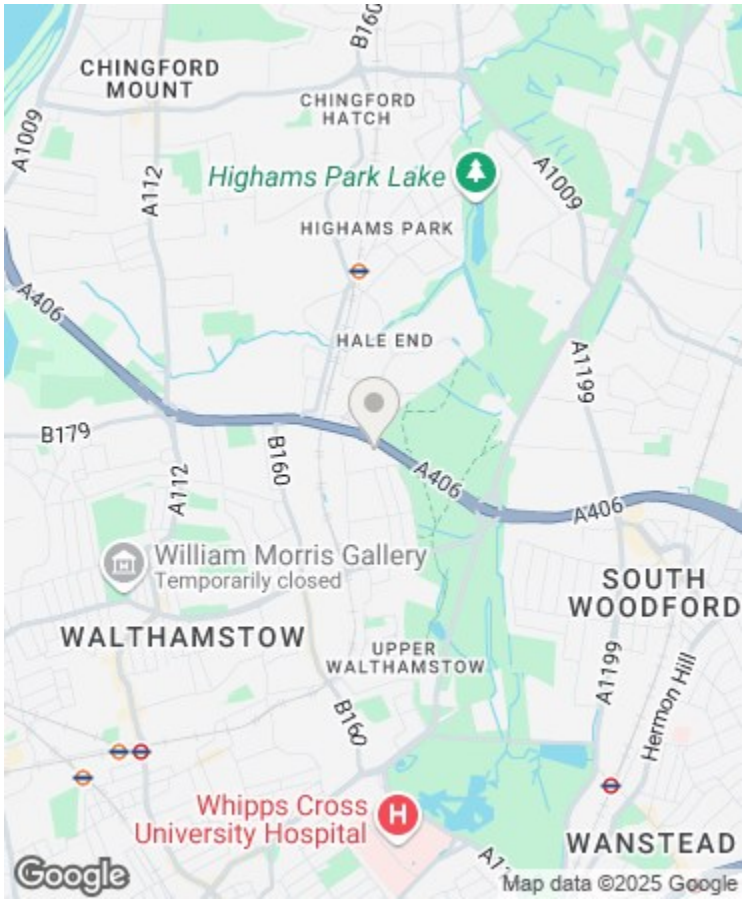 B160
CHINGFORD
MOUNT
CHINGFORD
HATCH
A1009
A112
Highams Park Lake
A1009
HIGHAMS PARK
A406
HALE END
A1199
B179
B160
A406
A112
A406
William Morris Gallery
Temporarily closed
SOUTH
WOODFORD
WALTHAMSTOW
UPPER
WALTHAMSTOW
A1199
Hermon Hill
B160
Whipps Cross
University Hospital
H
WANSTEAD
Google
Map data ©2025 Google